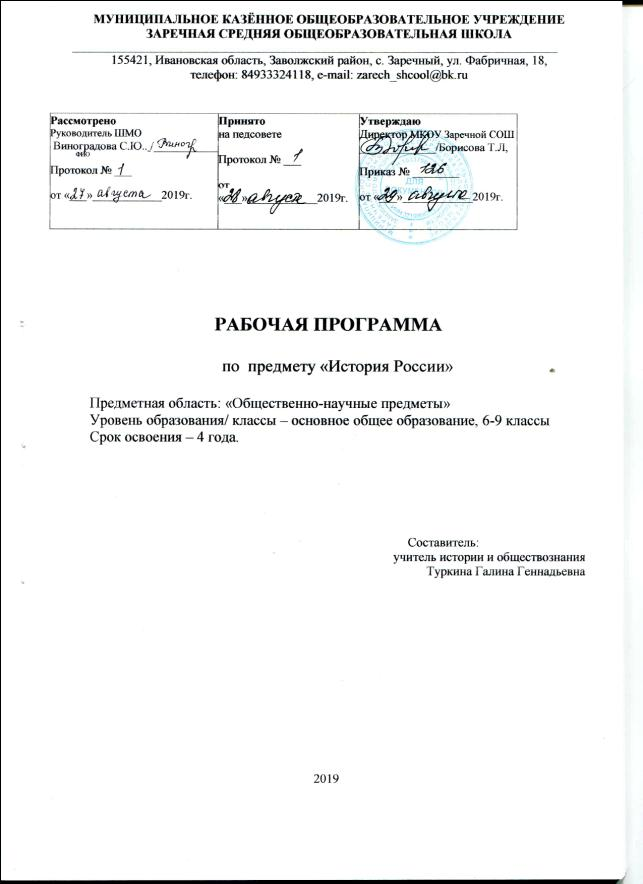 МУНИЦИПАЛЬНОЕ КАЗЁННОЕ ОБЩЕОБРАЗОВАТЕЛЬНОЕ УЧРЕЖДЕНИЕ
ЗАРЕЧНАЯ СРЕДНЯЯ ОБЩЕОБРАЗОВАТЕЛЬНАЯ ШКОЛА
155421, Ивановская область, Заволжский район, с. Заречный, ул. Фабричная, 18,
телефон: 84933324118, e-mail: zarech_shcool@bk.ru
Рассмотрено
Руководитель ШМО
Виноградова С.Ю../
ФИО
Протокол № 1
от «27» августа 2019г.
Принято
на педсовете
Протокол № 1
от
«28» августа 2019г.
Утверждаю
Директор МКОУ Заречной СОШ
/Борисова Т.Л,
Приказ № 126
от «29» августа 2019г.
РАБОЧАЯ ПРОГРАММА
по предмету «История России»
Предметная область: «Общественно-научные предметы»
Уровень образования/ классы – основное общее образование, 6-9 классы
Срок освоения – 4 года.
Составитель:
учитель истории и обществознания
Туркина Галина Геннадьевна
2019